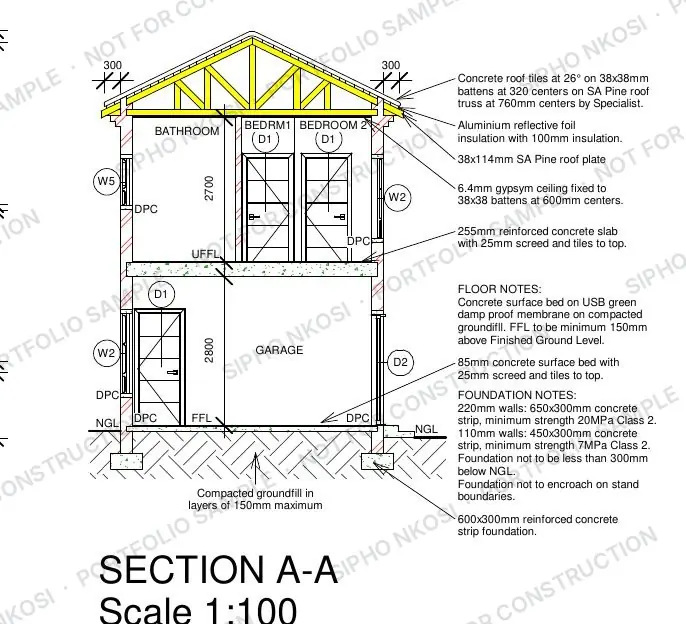 300
300
Concrete roof tiles at 26° on 38x38mm
battens at 320 centers on SA Pine roof
truss at 760mm centers by Specialist.
Aluminium reflective foil
insulation with 100mm insulation.
38x114mm SA Pine roof plate
6.4mm gypsym ceiling fixed to
38x38 battens at 600mm centers.
255mm reinforced concrete slab
with 25mm screed and tiles to top.
FLOOR NOTES:
Concrete surface bed on USB green
damp proof membrane on compacted
groundifll. FFL to be minimum 150mm
above Finished Ground Level.
85mm concrete surface bed with
25mm screed and tiles to top.
FOUNDATION NOTES:
220mm walls: 650x300mm concrete
strip, minimum strength 20MPa Class 2.
110mm walls: 450x300mm concrete
strip, minimum strength 7MPa Class 2.
Foundation not to be less than 300mm
below NGL.
Foundation not to encroach on stand
boundaries.
600x300mm reinforced concrete
strip foundation.
BATHROOM
BEDRM1
BEDROOM 2
D1
D1
W5
W2
2700
DPC
DPC
UFFL
D1
W2
2800
GARAGE
D2
DPC
NGL
DPC
FFL
DPC
NGL
Compacted groundfill in
layers of 150mm maximum
SECTION A-A
Scale 1:100
SIPHO NKOSI · PORTFOLIO SAMPLE · NOT FOR CONSTRUCTION